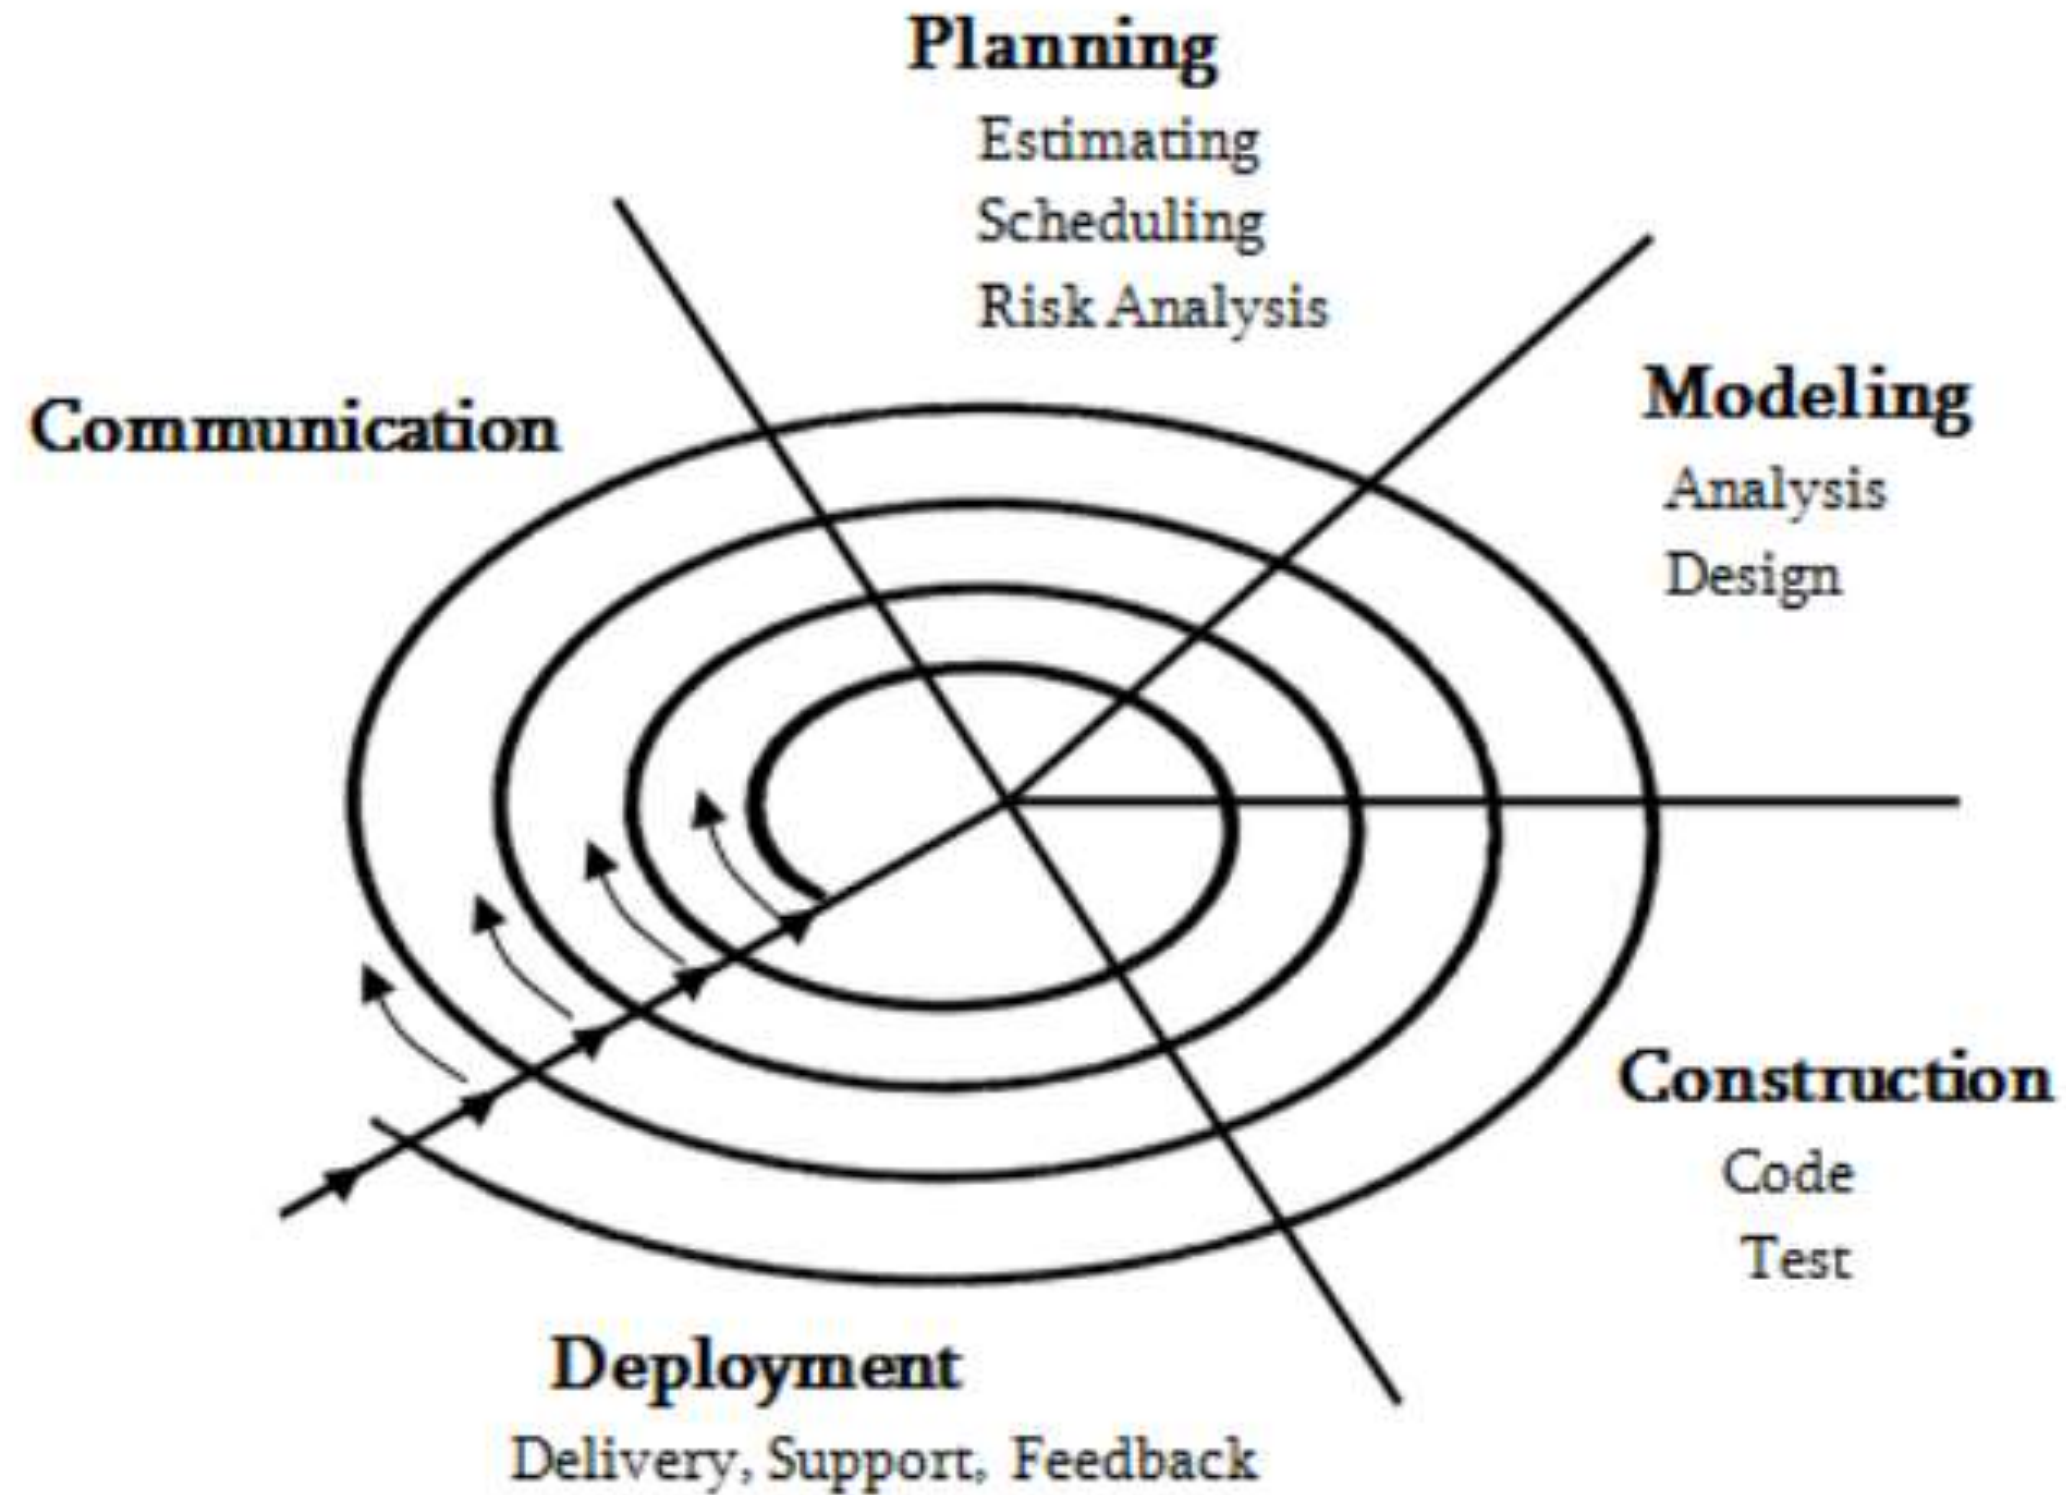 Planning
Estimating
Scheduling
Risk Analysis
Communication
Modeling
Analysis
Design
Construction
Code
Test
Deployment
Delivery, Support, Feedback